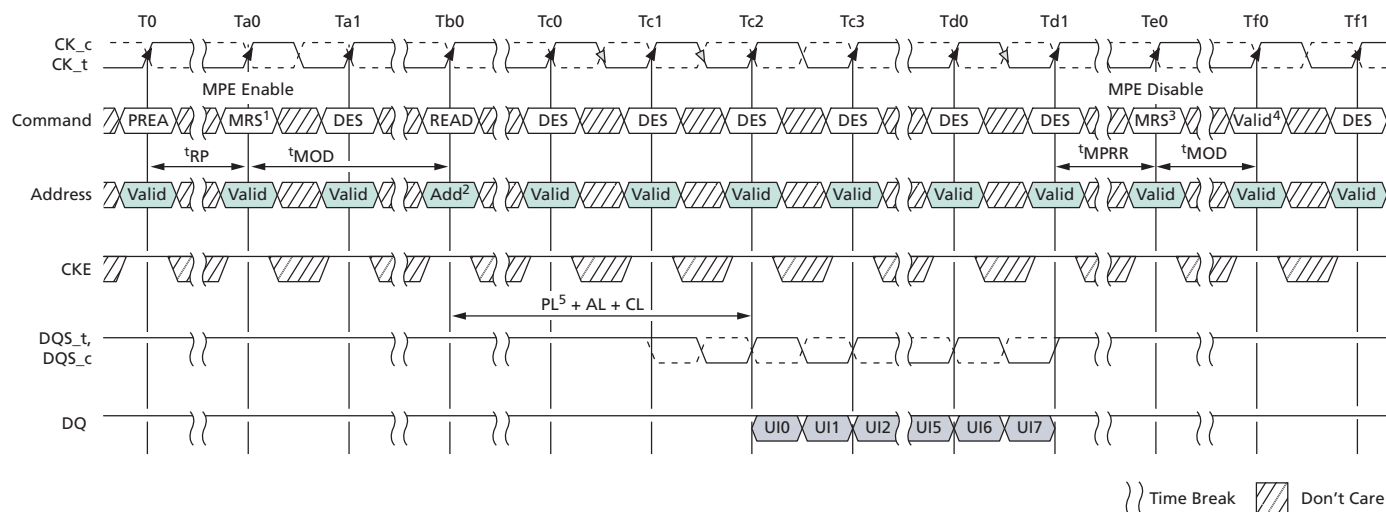 T0 Ta0 Ta1 Tb0 Tc0 Tc1 Tc2 Tc3 Td0 Td1 Te0 Tf0 Tf1
CK_c
CK_t
MPE Enable MPE Disable
Command PREA MRS1 DES READ DES DES DES DES DES DES MRS3 Valid4 DES
tRP tMOD tMPRR tMOD
Address Valid Valid Valid Add2 Valid Valid Valid Valid Valid Valid Valid Valid Valid
CKE
PL5 + AL + CL
DQS_t,
DQS_c
DQ UI0 UI1 UI2 UI5 UI6 UI7
Time Break Don't Care